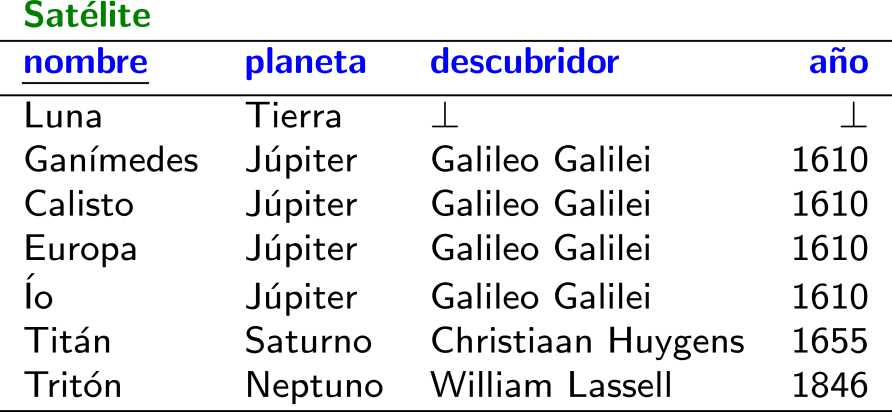 Satélite
nombre planeta descubridor año
Luna Tierra ⊥ ⊥
Ganímedes Júpiter Galileo Galilei 1610
Calisto Júpiter Galileo Galilei 1610
Europa Júpiter Galileo Galilei 1610
Ío Júpiter Galileo Galilei 1610
Titán Saturno Christiaan Huygens 1655
Tritón Neptuno William Lassell 1846